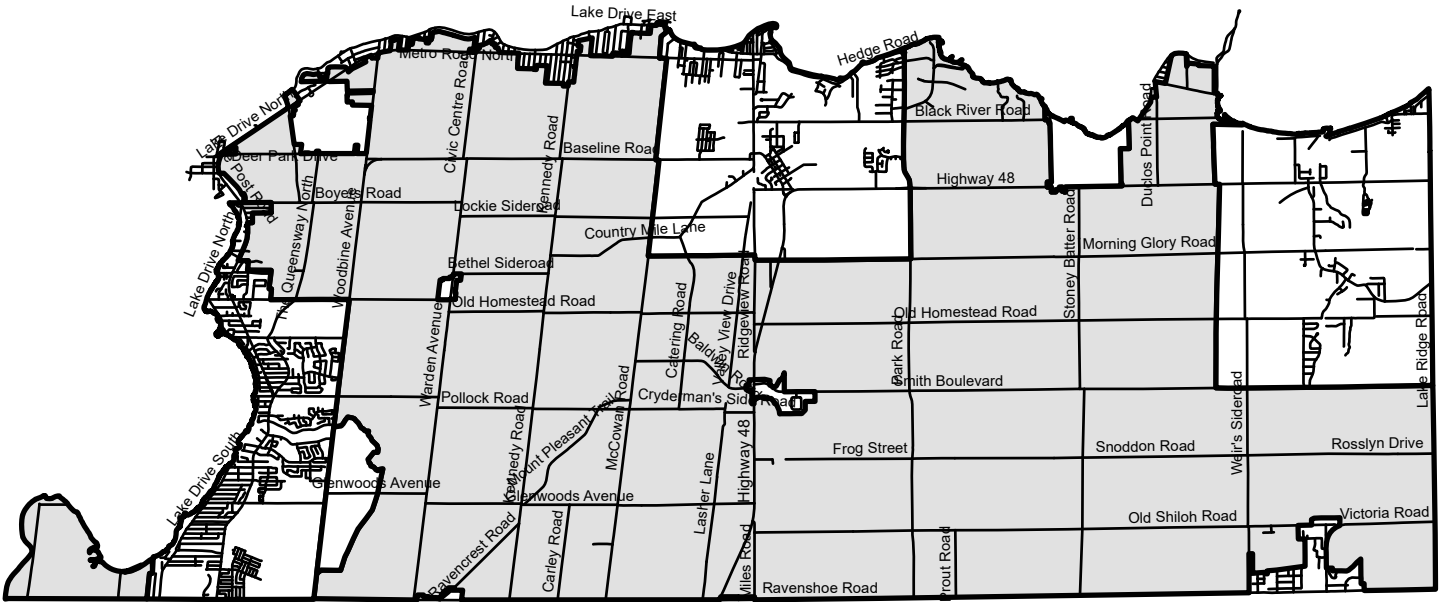 Lake Drive East
Hedge Road
Metro Road North
Lake Drive North
Civic Centre Road
Kennedy Road
Baseline Road
Black River Road
Duclos Point Road
Deer Park Drive
Post Road
Boyers Road
Highway 48
Lockie Sideroad
The Queensway North
Woodbine Avenue
Lake Drive North
Country Mile Lane
Stoney Batter Road
Morning Glory Road
Bethel Sideroad
Old Homestead Road
Old Homestead Road
Warden Avenue
Catering Road
Valley View Drive
Ridgeview Road
Baldwin Road
Park Road
Smith Boulevard
Lake Ridge Road
Pollock Road
Cryderman's Side Road
Mount Pleasant Trail
McCowan Road
Kennedy Road
Highway 48
Frog Street
Snoddon Road
Weir's Sideroad
Rosslyn Drive
Lake Drive South
Glenwoods Avenue
Glenwoods Avenue
Lasher Lane
Old Shiloh Road
Victoria Road
Ravencrest Road
Carley Road
Miles Road
Ravenshoe Road
Prout Road